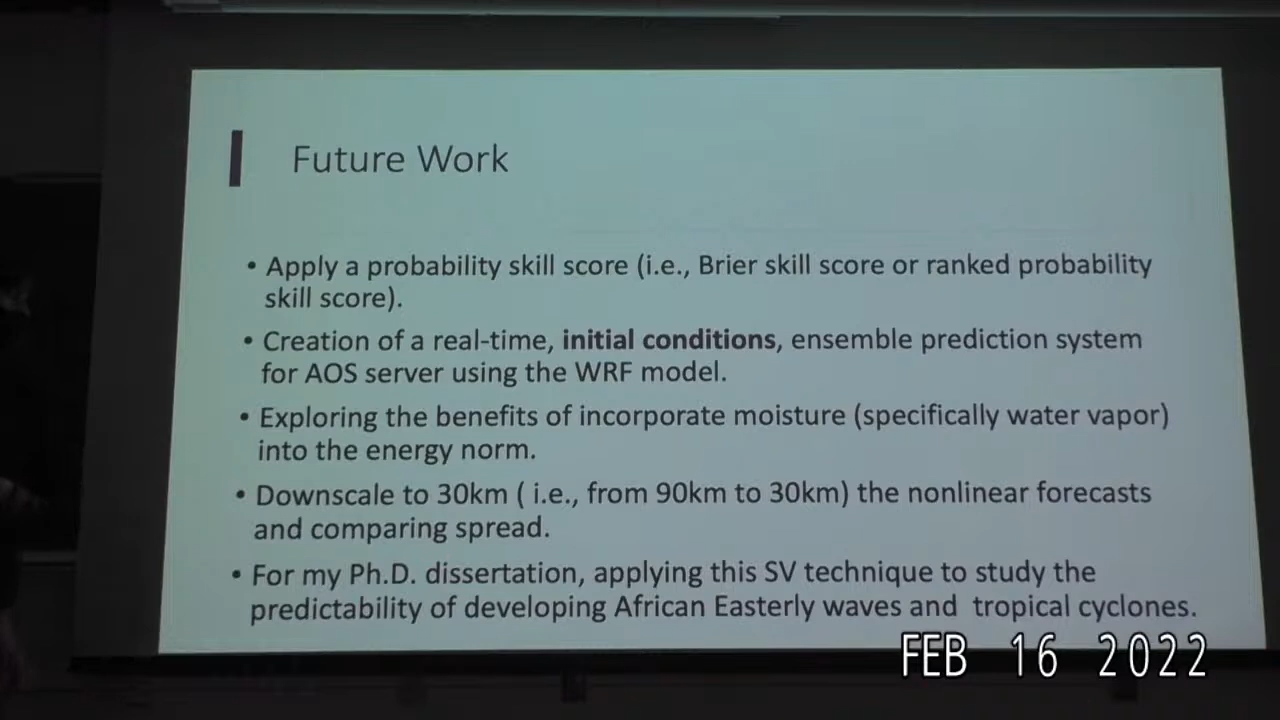 Future Work
• Apply a probability skill score (i.e., Brier skill score or ranked probability
skill score).
• Creation of a real-time, initial conditions, ensemble prediction system
for AOS server using the WRF model.
• Exploring the benefits of incorporate moisture (specifically water vapor)
into the energy norm.
• Downscale to 30km ( i.e., from 90km to 30km) the nonlinear forecasts
and comparing spread.
• For my Ph.D. dissertation, applying this SV technique to study the
predictability of developing African Easterly waves and  tropical cyclones.
FEB 16 2022